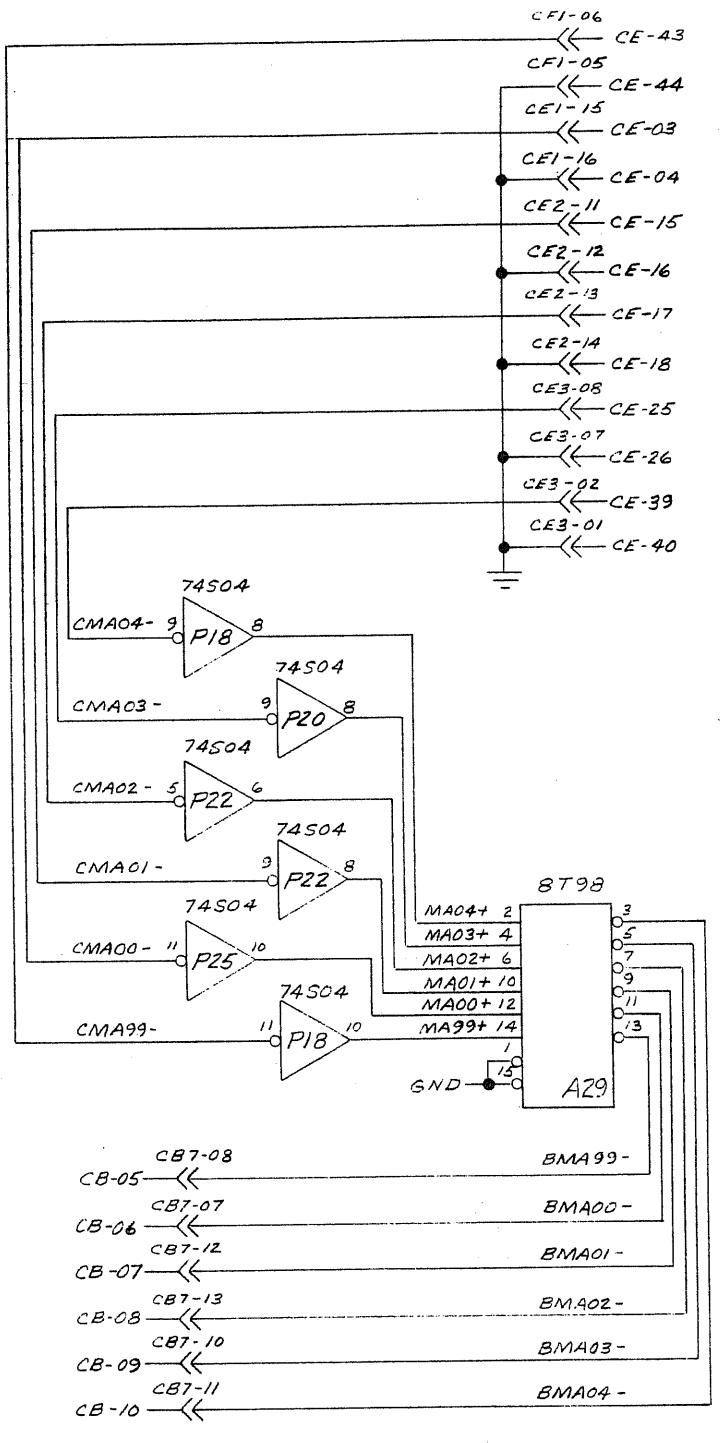 CF1-06
CE-43
CF1-05
CE-44
CE1-15
CE-03
CE1-16
CE-04
CE2-11
CE-15
CE2-12
CE-16
CE2-13
CE-17
CE2-14
CE-18
CE3-08
CE-25
CE3-07
CE-26
CE3-02
CE-39
CE3-01
CE-40
74S04
CMA04- 9 P18 8
74S04
CMA03- 9 P20 8
74S04
CMA02- 5 P22 6
74S04
CMA01- 9 P22 8
74S04
CMA00- 11 P25 10
74S04
CMA99- 11 P18 10
8T98
MA04+ 2 3
MA03+ 4 5
MA02+ 6 7
MA01+ 10 9
MA00+ 12 11
MA99+ 14 13
1
15
GND
A29
CB7-08
CB-05 BMA99-
CB7-07
CB-06 BMA00-
CB7-12
CB-07 BMA01-
CB7-13
CB-08 BMA02-
CB7-10
CB-09 BMA03-
CB7-11
CB-10 BMA04-